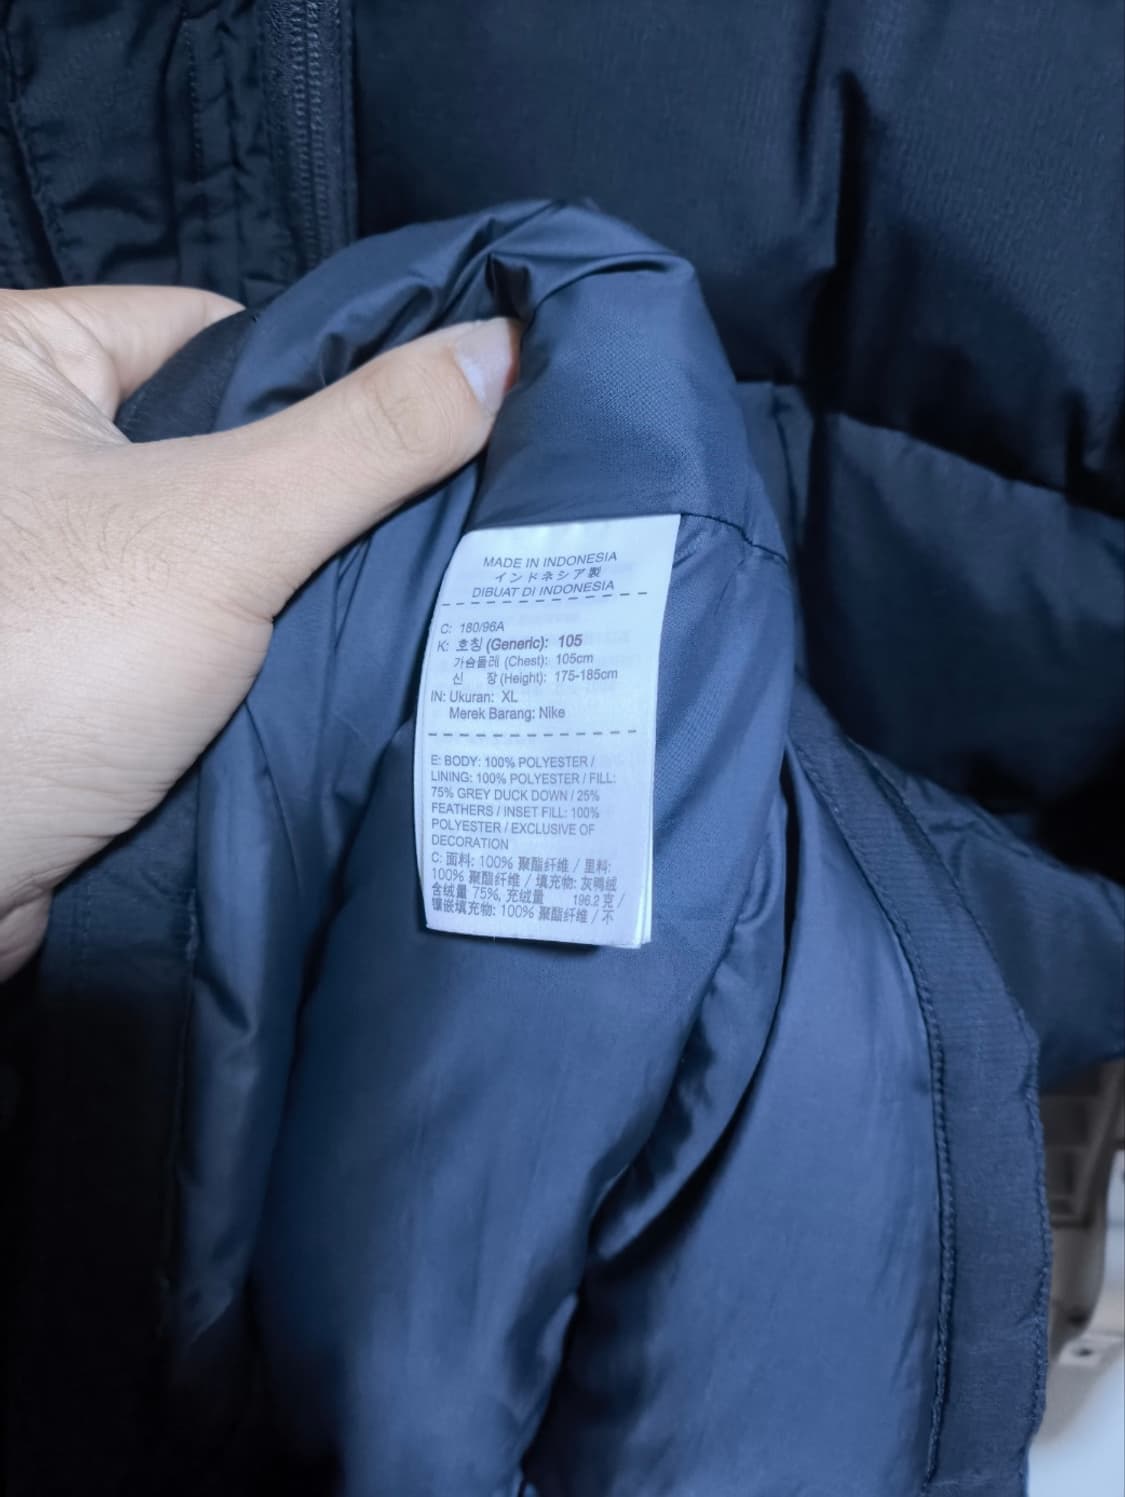 MADE IN INDONESIA
インドネシア製
DIBUAT DI INDONESIA
C: 180/96A
K: 호칭 (Generic): 105
가슴둘레 (Chest): 105cm
신 장 (Height): 175-185cm
IN: Ukuran: XL
Merek Barang: Nike
E: BODY: 100% POLYESTER /
LINING: 100% POLYESTER / FILL:
75% GREY DUCK DOWN / 25%
FEATHERS / INSET FILL: 100%
POLYESTER / EXCLUSIVE OF
DECORATION
C: 面料: 100% 聚酯纤维 / 里料:
100% 聚酯纤维 / 填充物: 灰鸭绒
含绒量 75%, 充绒量 196.2 克 /
镶嵌填充物: 100% 聚酯纤维 / 不